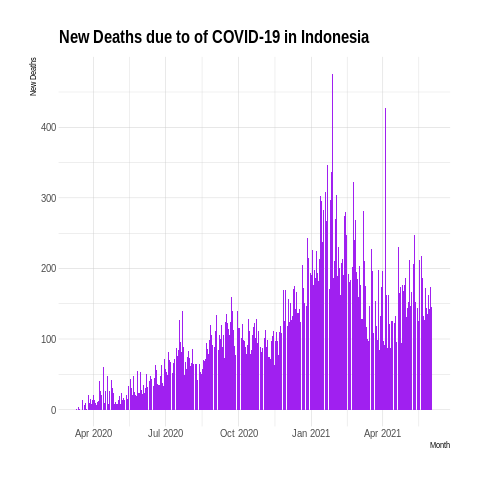 New Deaths due to of COVID-19 in Indonesia
New Deaths
400
300
200
100
0
Apr 2020 Jul 2020 Oct 2020 Jan 2021 Apr 2021
Month